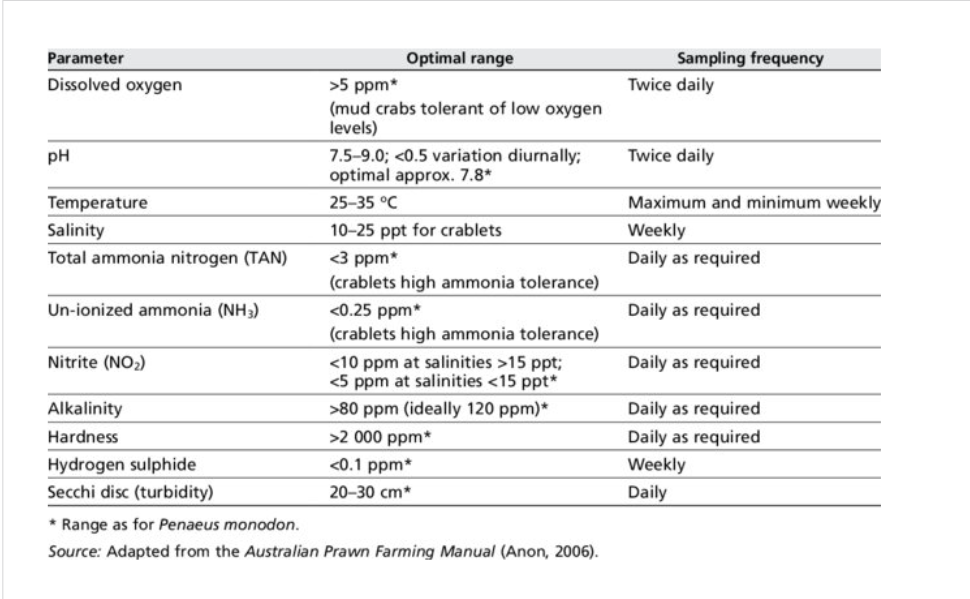 Parameter Optimal range Sampling frequency
Dissolved oxygen >5 ppm* Twice daily
(mud crabs tolerant of low oxygen
levels)
pH 7.5–9.0; <0.5 variation diurnally; Twice daily
optimal approx. 7.8*
Temperature 25–35 ºC Maximum and minimum weekly
Salinity 10–25 ppt for crablets Weekly
Total ammonia nitrogen (TAN) <3 ppm* Daily as required
(crablets high ammonia tolerance)
Un-ionized ammonia (NH₃) <0.25 ppm* Daily as required
(crablets high ammonia tolerance)
Nitrite (NO₂) <10 ppm at salinities >15 ppt; Daily as required
<5 ppm at salinities <15 ppt*
Alkalinity >80 ppm (ideally 120 ppm)* Daily as required
Hardness >2 000 ppm* Daily as required
Hydrogen sulphide <0.1 ppm* Weekly
Secchi disc (turbidity) 20–30 cm* Daily
* Range as for Penaeus monodon.
Source: Adapted from the Australian Prawn Farming Manual (Anon, 2006).